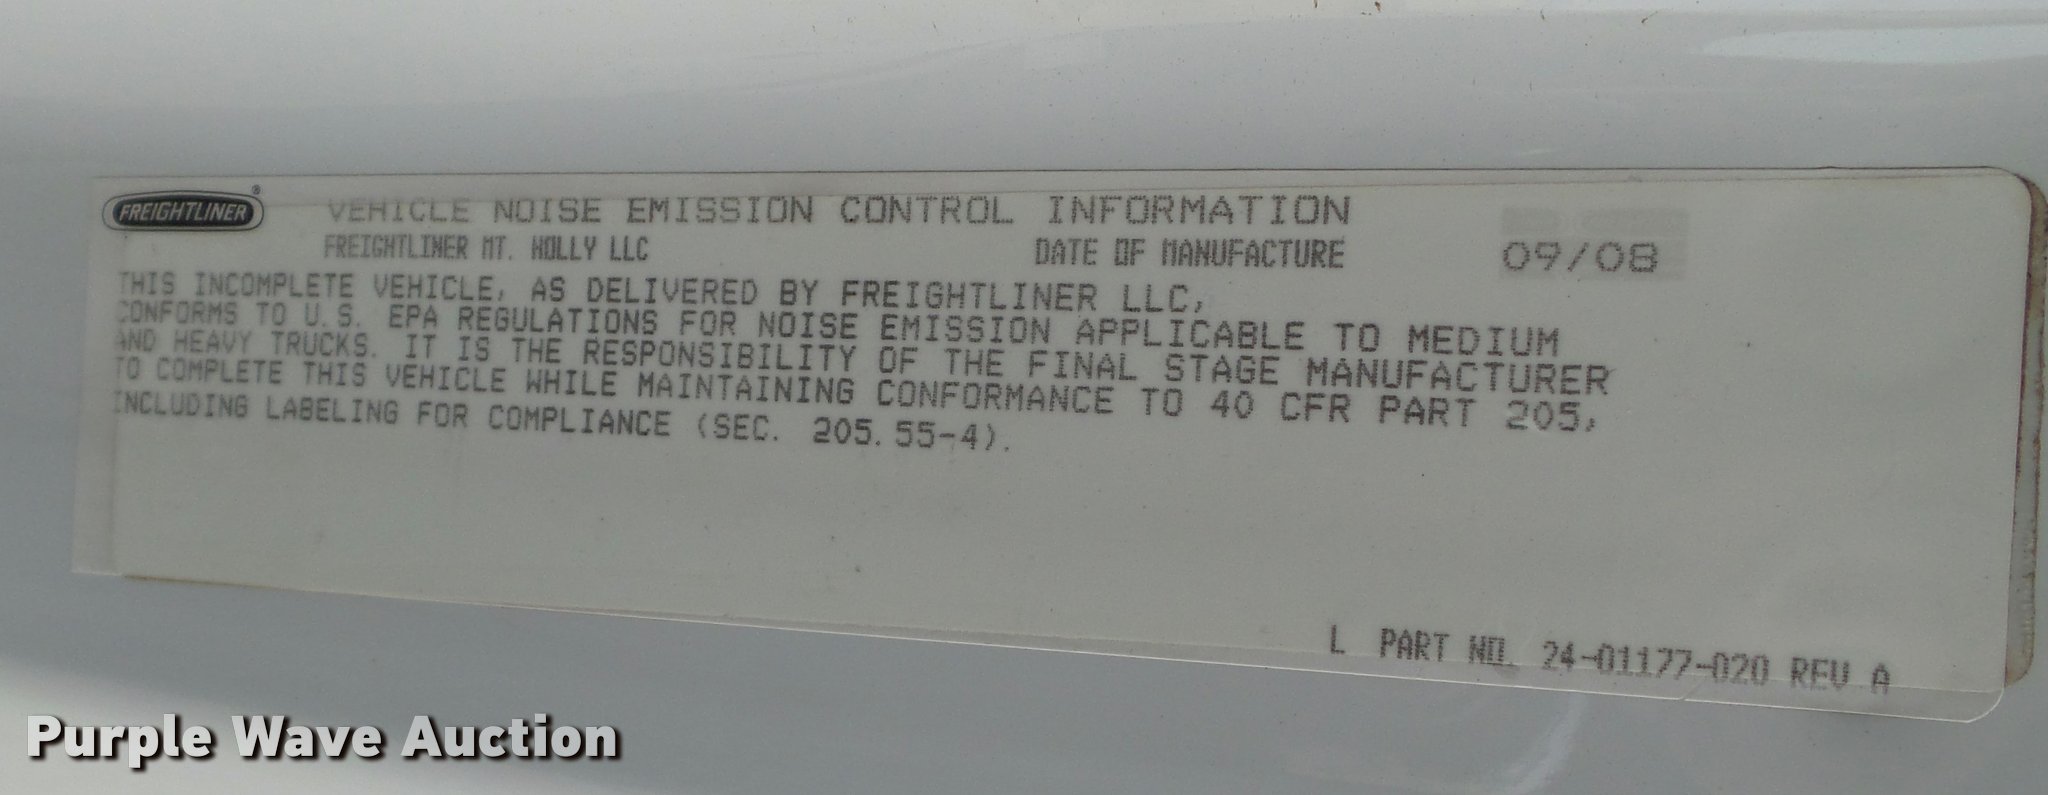 FREIGHTLINER® VEHICLE NOISE EMISSION CONTROL INFORMATION
FREIGHTLINER MT. HOLLY LLC DATE OF MANUFACTURE 09/08
THIS INCOMPLETE VEHICLE, AS DELIVERED BY FREIGHTLINER LLC,
CONFORMS TO U.S. EPA REGULATIONS FOR NOISE EMISSION APPLICABLE TO MEDIUM
AND HEAVY TRUCKS. IT IS THE RESPONSIBILITY OF THE FINAL STAGE MANUFACTURER
TO COMPLETE THIS VEHICLE WHILE MAINTAINING CONFORMANCE TO 40 CFR PART 205,
INCLUDING LABELING FOR COMPLIANCE (SEC. 205.55-4).
L PART NO. 24-01177-020 REV A
Purple Wave Auction